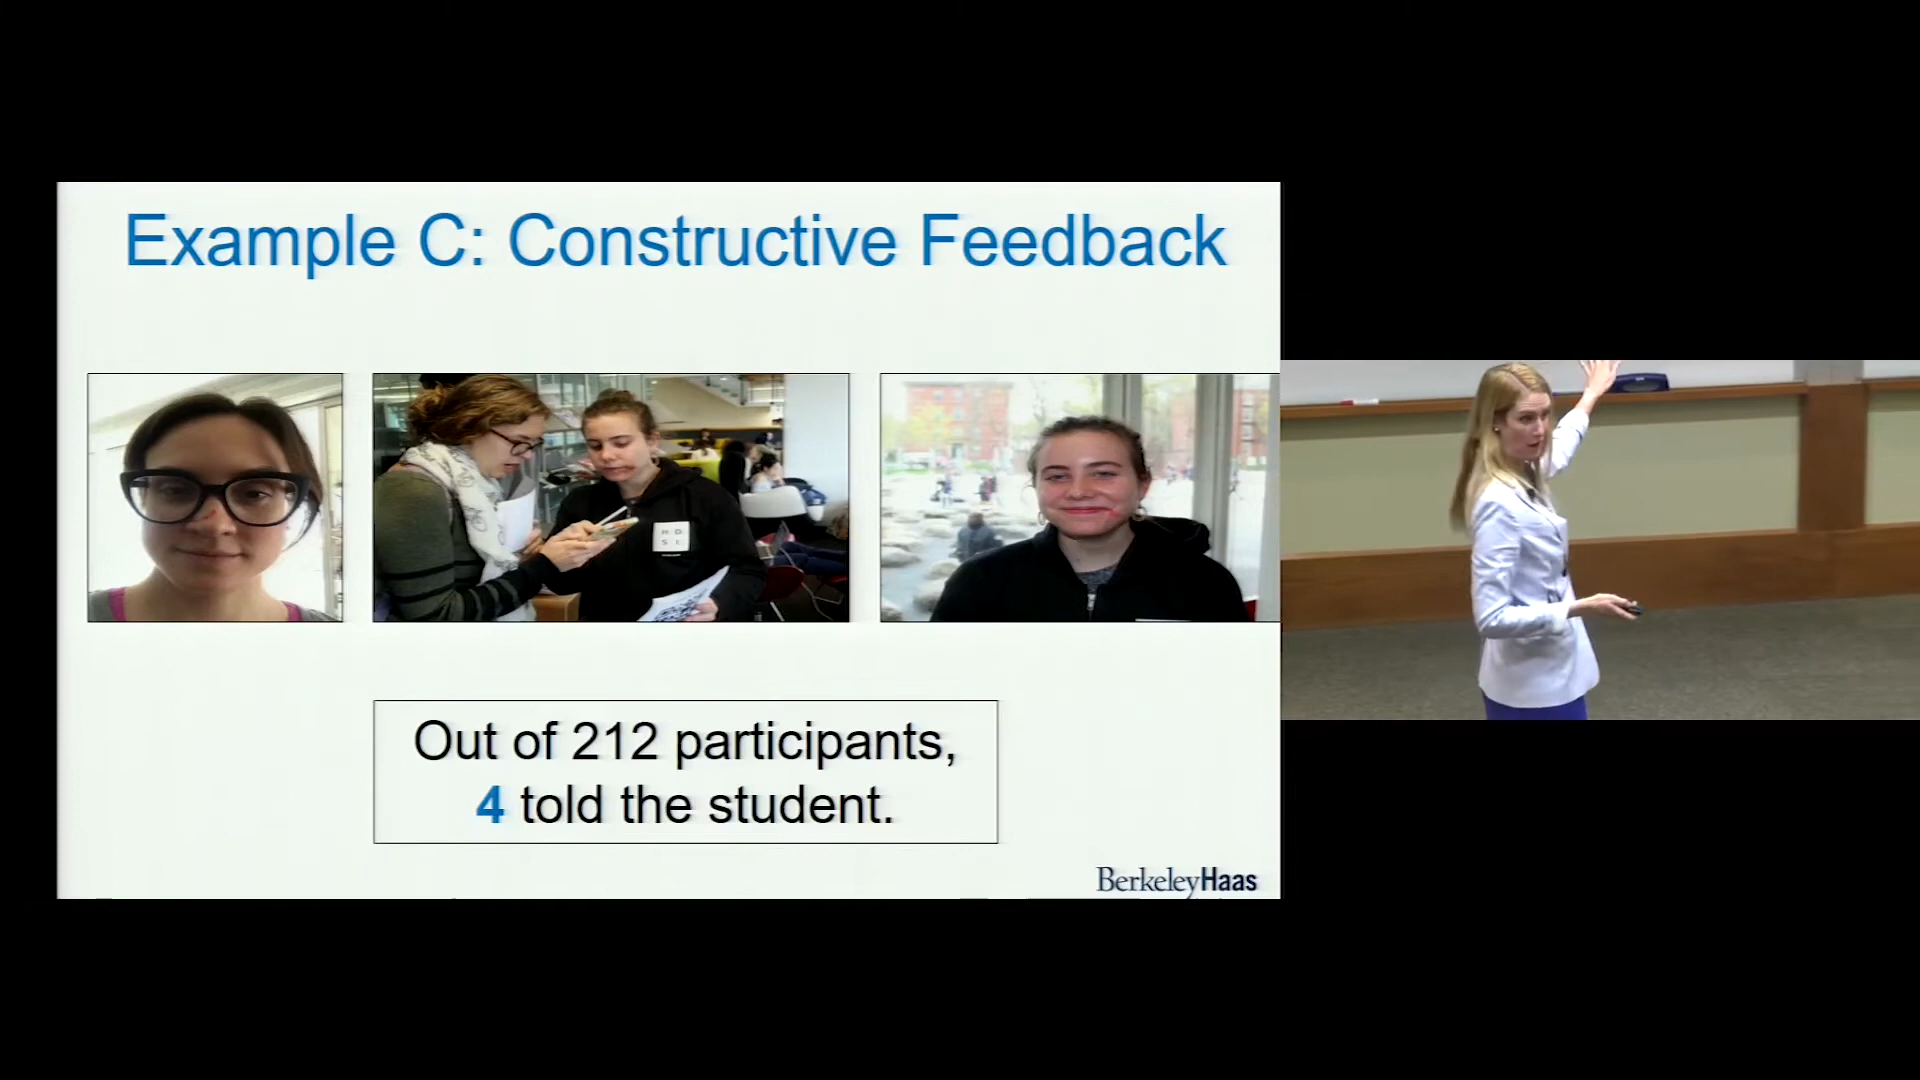 Example C: Constructive Feedback
H D
S L
Out of 212 participants,
4 told the student.
BerkeleyHaas